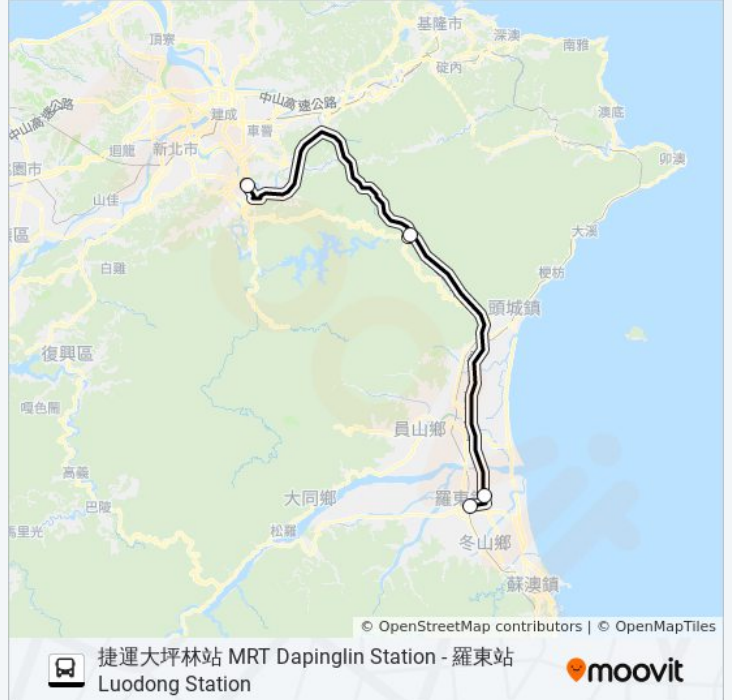 基隆市
深澳
南雅
頂寮
碇內
中山高速公路
澳底
建成
中山高速公路
車層
新北市
迴龍
卯澳
園市
山佳
區
大溪
白雞
梗枋
頭城鎮
復興區
嘎色鬧
員山鄉
高義
大同鄉
羅東
巴陵
松羅
馬里光
冬山鄉
蘇澳鎮
© OpenStreetMap contributors | © OpenMapTiles
捷運大坪林站 MRT Dapinglin Station - 羅東站
Luodong Station
moovit